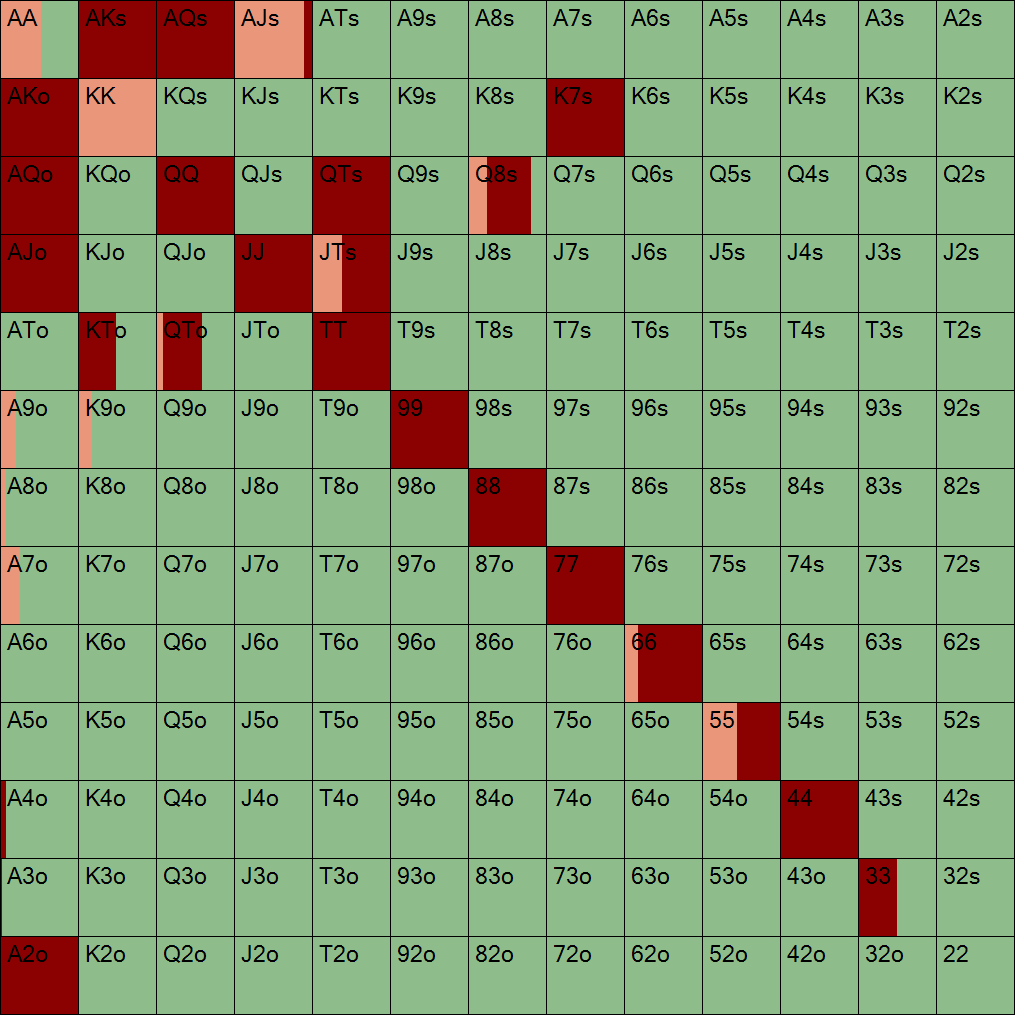 AA AKs AQs AJs ATs A9s A8s A7s A6s A5s A4s A3s A2s
AKo KK KQs KJs KTs K9s K8s K7s K6s K5s K4s K3s K2s
AQo KQo QQ QJs QTs Q9s Q8s Q7s Q6s Q5s Q4s Q3s Q2s
AJo KJo QJo JJ JTs J9s J8s J7s J6s J5s J4s J3s J2s
ATo KTo QTo JTo TT T9s T8s T7s T6s T5s T4s T3s T2s
A9o K9o Q9o J9o T9o 99 98s 97s 96s 95s 94s 93s 92s
A8o K8o Q8o J8o T8o 98o 88 87s 86s 85s 84s 83s 82s
A7o K7o Q7o J7o T7o 97o 87o 77 76s 75s 74s 73s 72s
A6o K6o Q6o J6o T6o 96o 86o 76o 66 65s 64s 63s 62s
A5o K5o Q5o J5o T5o 95o 85o 75o 65o 55 54s 53s 52s
A4o K4o Q4o J4o T4o 94o 84o 74o 64o 54o 44 43s 42s
A3o K3o Q3o J3o T3o 93o 83o 73o 63o 53o 43o 33 32s
A2o K2o Q2o J2o T2o 92o 82o 72o 62o 52o 42o 32o 22